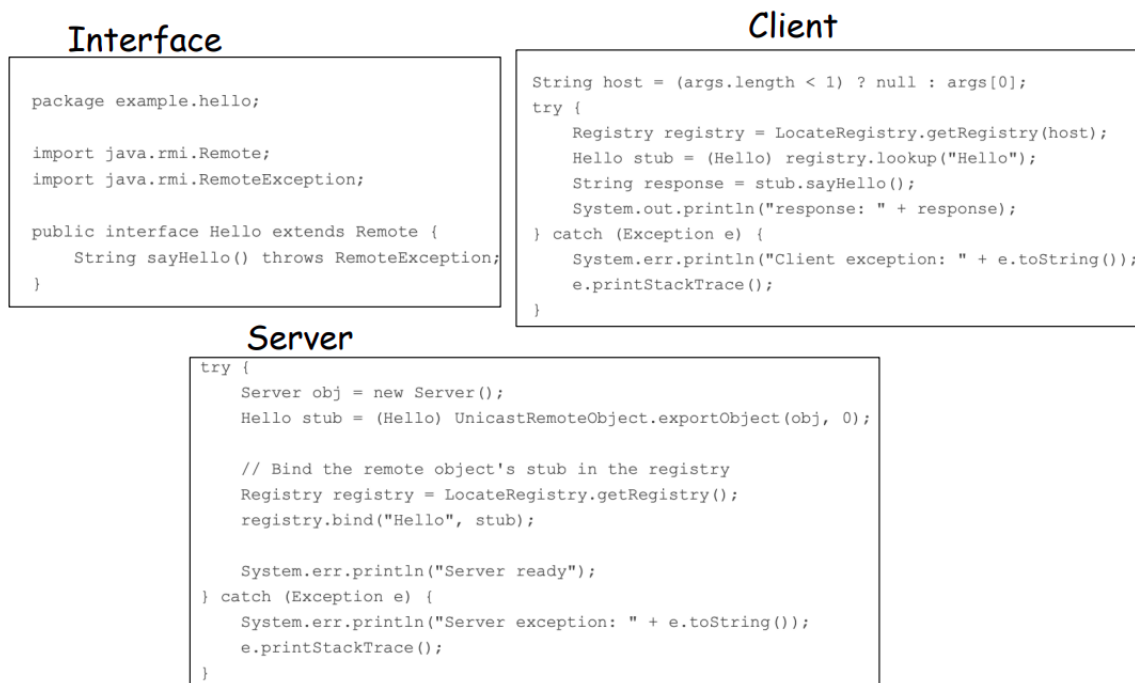 Interface
package example.hello;
import java.rmi.Remote;
import java.rmi.RemoteException;
public interface Hello extends Remote {
    String sayHello() throws RemoteException;
}
Client
String host = (args.length < 1) ? null : args[0];
try {
    Registry registry = LocateRegistry.getRegistry(host);
    Hello stub = (Hello) registry.lookup("Hello");
    String response = stub.sayHello();
    System.out.println("response: " + response);
} catch (Exception e) {
    System.err.println("Client exception: " + e.toString());
    e.printStackTrace();
}
Server
try {
    Server obj = new Server();
    Hello stub = (Hello) UnicastRemoteObject.exportObject(obj, 0);
    // Bind the remote object's stub in the registry
    Registry registry = LocateRegistry.getRegistry();
    registry.bind("Hello", stub);
    System.err.println("Server ready");
} catch (Exception e) {
    System.err.println("Server exception: " + e.toString());
    e.printStackTrace();
}